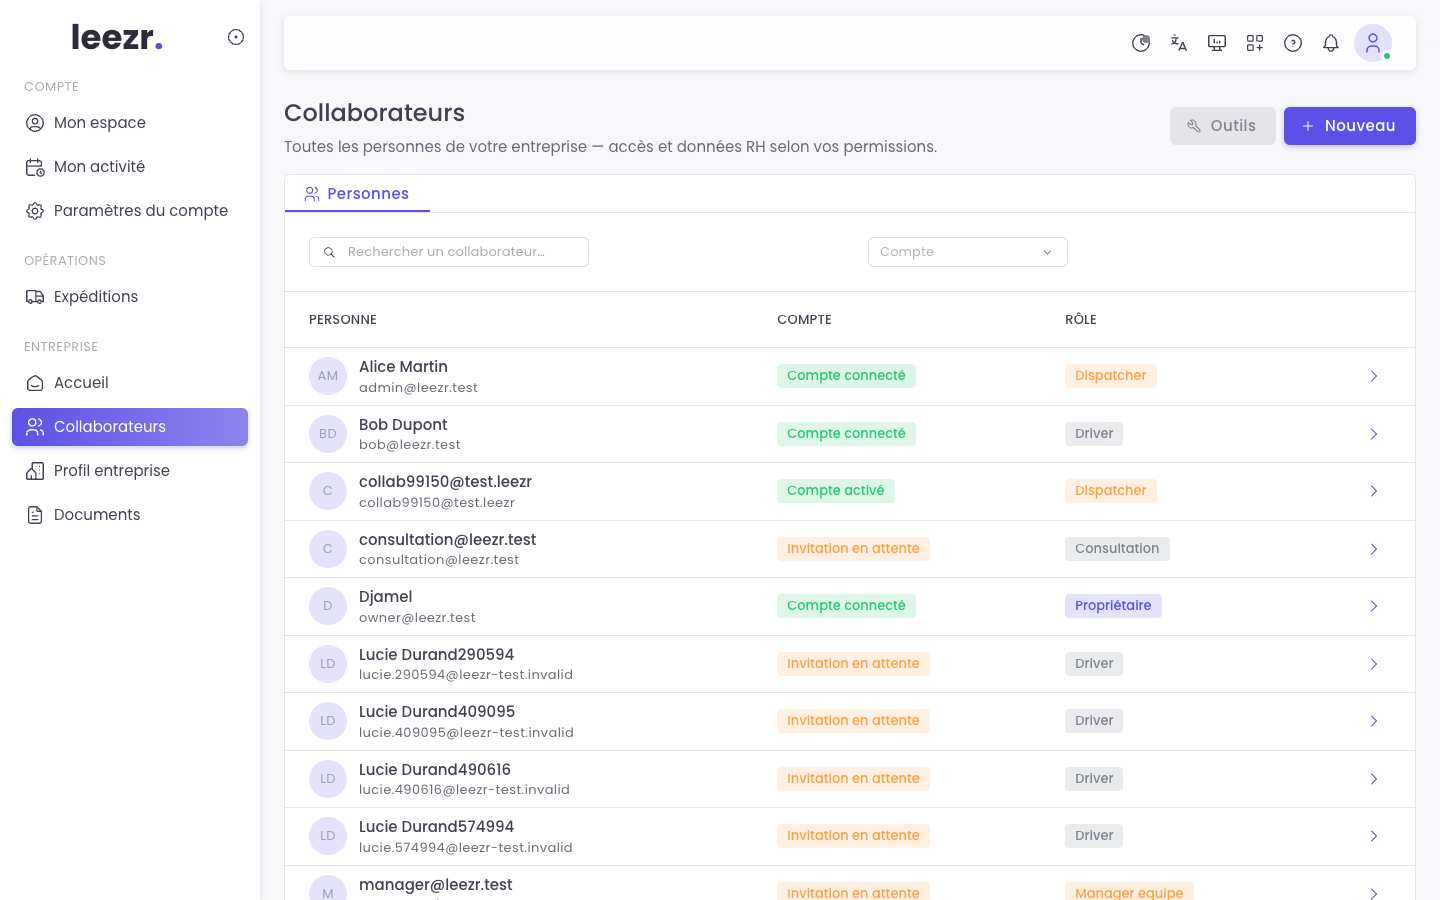 leezr.
COMPTE
Mon espace
Mon activité
Paramètres du compte
OPÉRATIONS
Expéditions
ENTREPRISE
Accueil
Collaborateurs
Profil entreprise
Documents
Collaborateurs
Toutes les personnes de votre entreprise — accès et données RH selon vos permissions.
Outils
Nouveau
Personnes
Rechercher un collaborateur...
Compte
PERSONNE COMPTE RÔLE
AM Alice Martin Compte connecté Dispatcher
admin@leezr.test
BD Bob Dupont Compte connecté Driver
bob@leezr.test
C collab99150@test.leezr Compte activé Dispatcher
collab99150@test.leezr
C consultation@leezr.test Invitation en attente Consultation
consultation@leezr.test
D Djamel Compte connecté Propriétaire
owner@leezr.test
LD Lucie Durand290594 Invitation en attente Driver
lucie.290594@leezr-test.invalid
LD Lucie Durand409095 Invitation en attente Driver
lucie.409095@leezr-test.invalid
LD Lucie Durand490616 Invitation en attente Driver
lucie.490616@leezr-test.invalid
LD Lucie Durand574994 Invitation en attente Driver
lucie.574994@leezr-test.invalid
M manager@leezr.test Invitation en attente Manager equipe